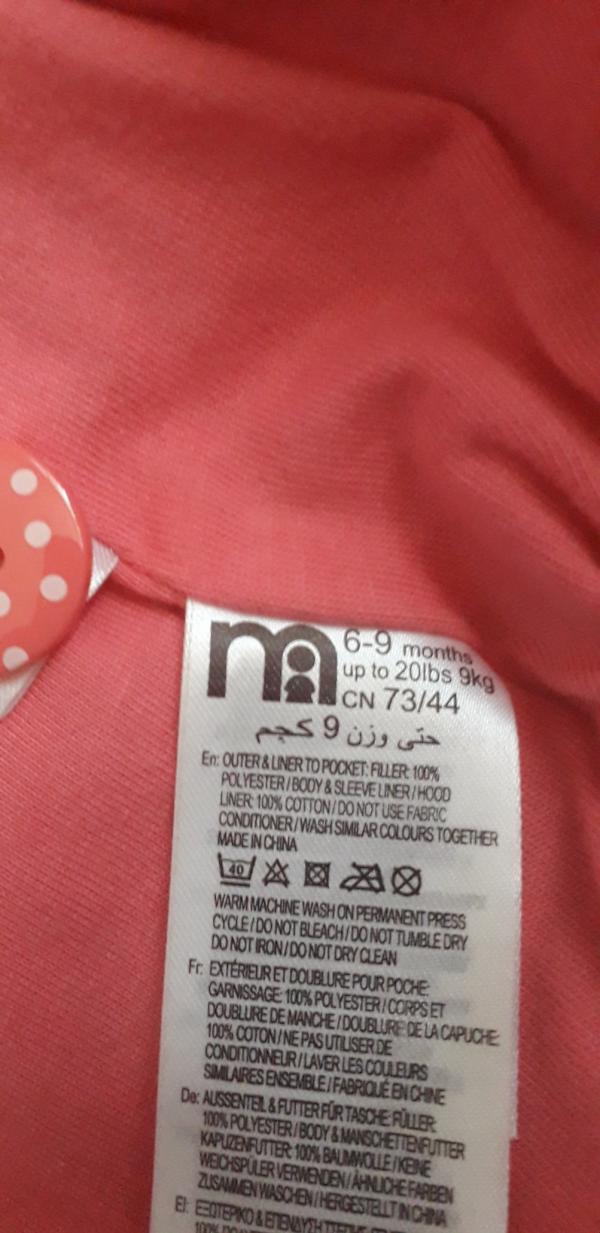 6-9 months
up to 20lbs 9kg
CN 73/44
حتى وزن 9 كجم
En: OUTER & LINER TO POCKET: FILLER: 100%
POLYESTER / BODY & SLEEVE LINER / HOOD
LINER: 100% COTTON / DO NOT USE FABRIC
CONDITIONER / WASH SIMILAR COLOURS TOGETHER
MADE IN CHINA
40
WARM MACHINE WASH ON PERMANENT PRESS
CYCLE / DO NOT BLEACH / DO NOT TUMBLE DRY
DO NOT IRON / DO NOT DRY CLEAN
Fr: EXTÉRIEUR ET DOUBLURE POUR POCHE:
GARNISSAGE: 100% POLYESTER / CORPS ET
DOUBLURE DE MANCHE / DOUBLURE DE LA CAPUCHE:
100% COTON / NE PAS UTILISER DE
CONDITIONNEUR / LAVER LES COULEURS
SIMILAIRES ENSEMBLE / FABRIQUÉ EN CHINE
De: AUSSENTEIL & FUTTER FÜR TASCHE: FÜLLER:
100% POLYESTER / BODY & MANSCHETTENFUTTER
KAPUZENFUTTER: 100% BAUMWOLLE / KEINE
WEICHSPÜLER VERWENDEN / ÄHNLICHE FARBEN
ZUSAMMEN WASCHEN / HERGESTELLT IN CHINA
El: ΕΞΩΤΕΡΙΚΟ & ΕΠΕΝΔΥΣΗ
100%